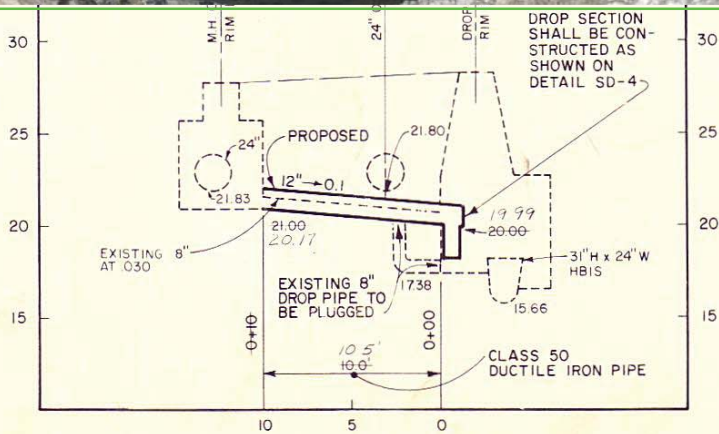 30
M.H.
RIM
24"
DROP
RIM
DROP SECTION
SHALL BE CON-
STRUCTED AS
SHOWN ON
DETAIL SD-4
30
25
24"
PROPOSED
21.80
25
12" → 0.1
21.83
19.99
20
21.00
20.17
20.00
20
EXISTING 8"
AT .030
31"H x 24"W
HBIS
EXISTING 8"
DROP PIPE TO
BE PLUGGED
17.38
15.66
15
15
0+10
0+00
10.5'
10.0'
CLASS 50
DUCTILE IRON PIPE
10
5
0